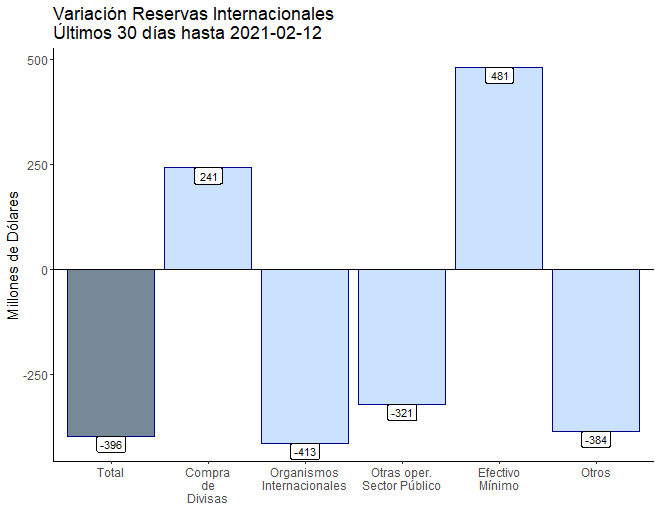 Variación Reservas Internacionales
Últimos 30 días hasta 2021-02-12
Millones de Dólares
500
250
0
-250
-396
241
-413
-321
481
-384
Total
Compra
de
Divisas
Organismos
Internacionales
Otras oper.
Sector Público
Efectivo
Mínimo
Otros